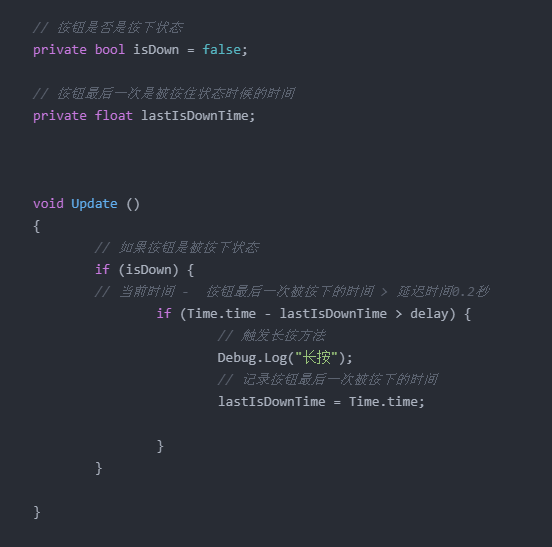 // 按钮是否是按下状态
private bool isDown = false;
// 按钮最后一次是被按住状态时候的时间
private float lastIsDownTime;
void Update ()
{
// 如果按钮是被按下状态
if (isDown) {
// 当前时间 -  按钮最后一次被按下的时间 > 延迟时间0.2秒
if (Time.time - lastIsDownTime > delay) {
// 触发长按方法
Debug.Log("长按");
// 记录按钮最后一次被按下的时间
lastIsDownTime = Time.time;
}
}
}